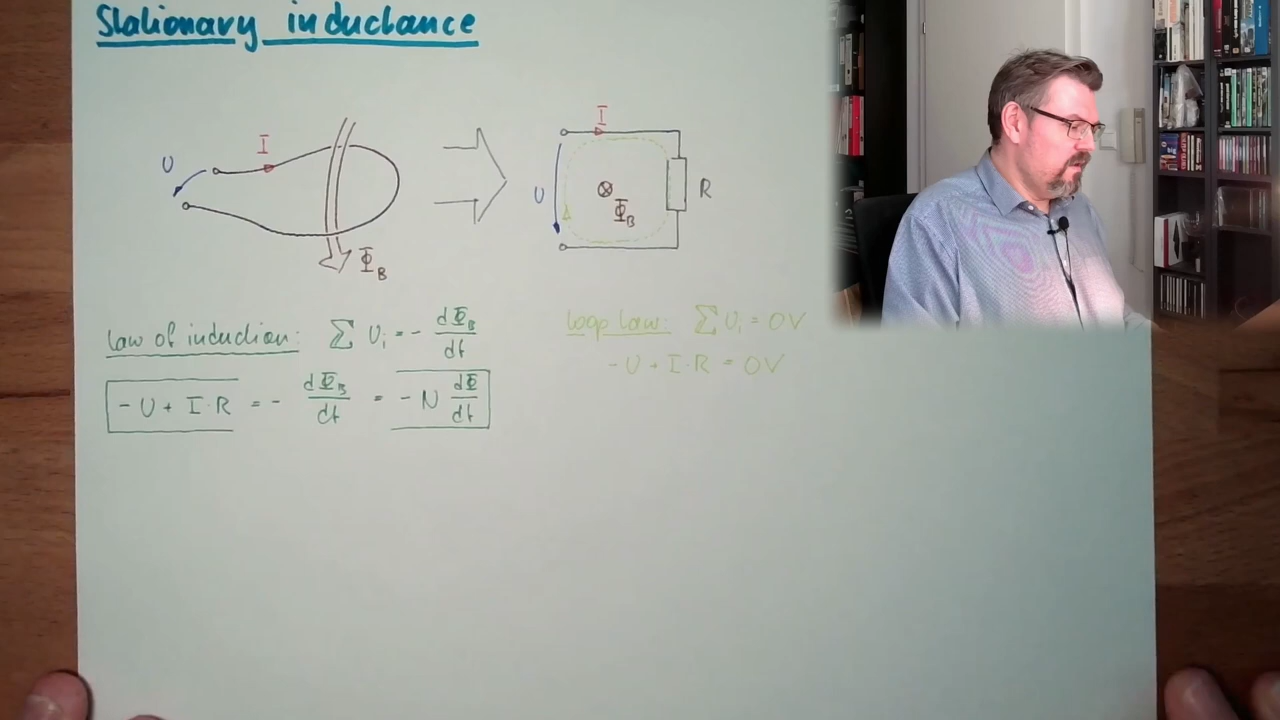 Stationary inductance
U
I
Φ_B
I
U
Φ_B
R
Law of induction: ∑ U_i = - dΦ_B/dt
- U + I·R = - dΦ_B/dt = - N dΦ/dt
Loop law: ∑ U_i = 0V
- U + I·R = 0V